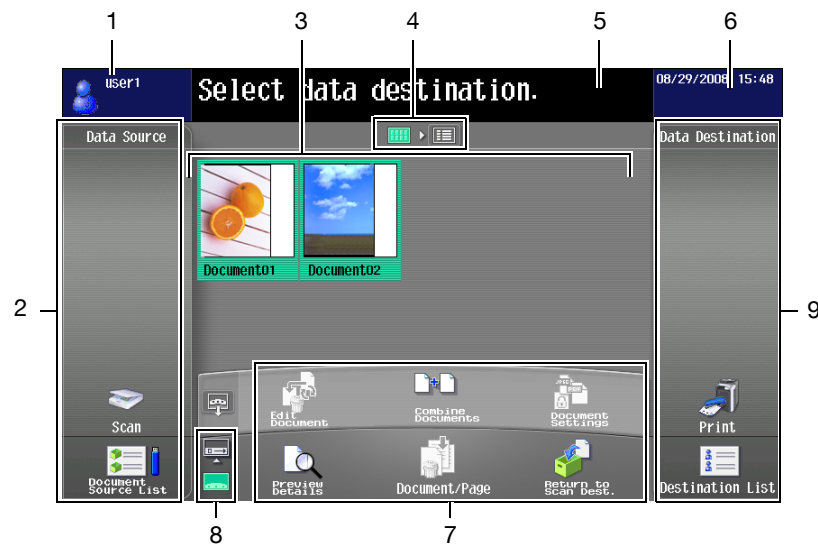 1
3
4
5
6
user1
Select data destination.
08/29/2008 15:48
Data Source
Data Destination
Document01
Document02
2
9
Scan
Edit
Document
Combine
Documents
JPEG
PDF
Document
Settings
Print
Document
Source List
Preview
Details
Document/Page
Return to
Scan Dest.
Destination List
8
7